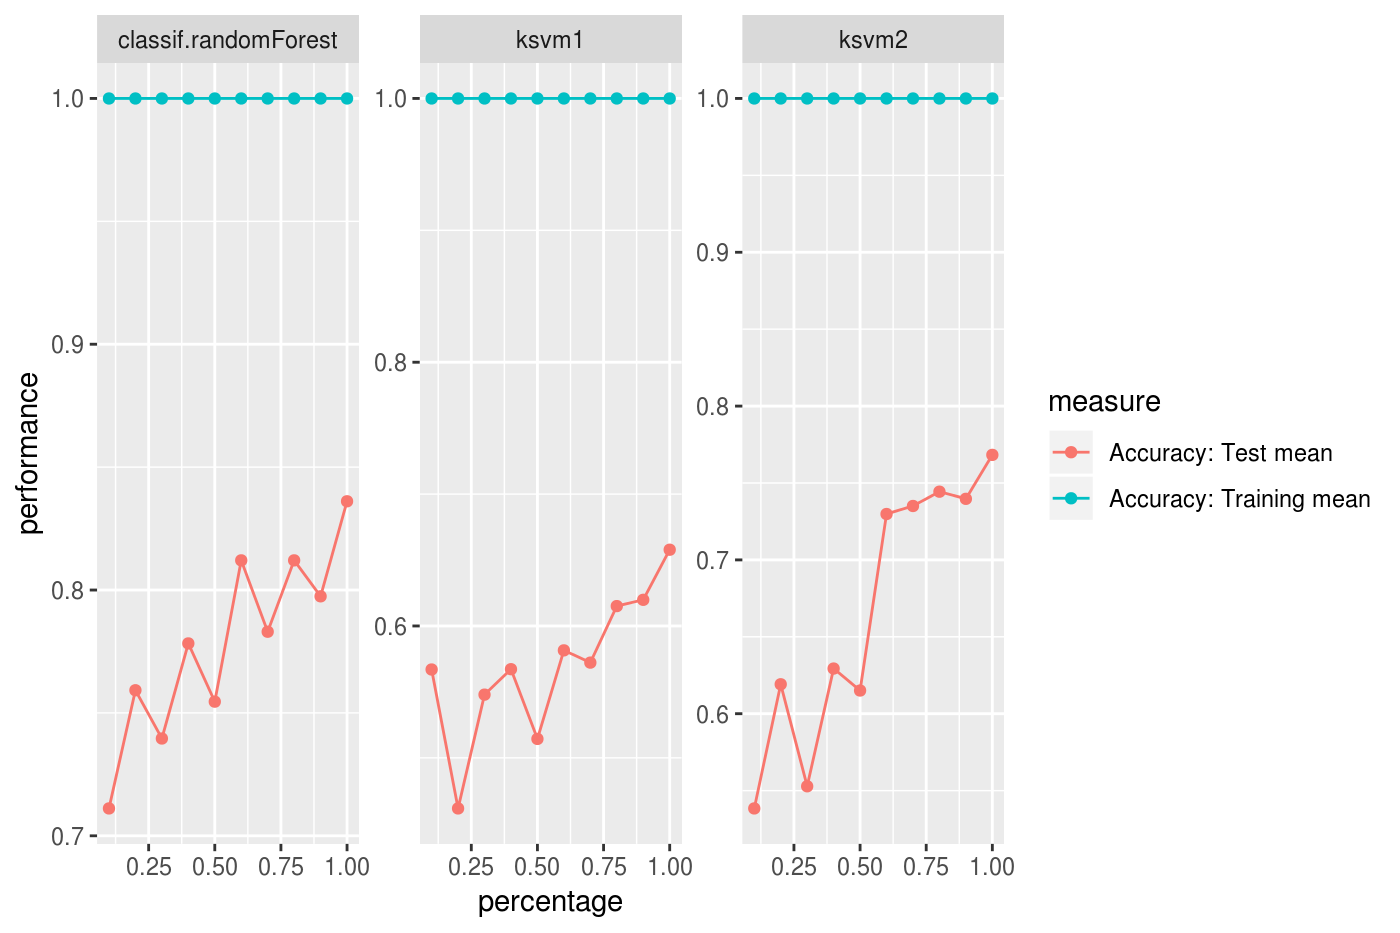 classif.randomForest
ksvm1
ksvm2
performance
1.0
0.9
0.8
0.7
1.0
0.8
0.6
1.0
0.9
0.8
0.7
0.6
0.25 0.50 0.75 1.00
0.25 0.50 0.75 1.00
0.25 0.50 0.75 1.00
percentage
measure
Accuracy: Test mean
Accuracy: Training mean